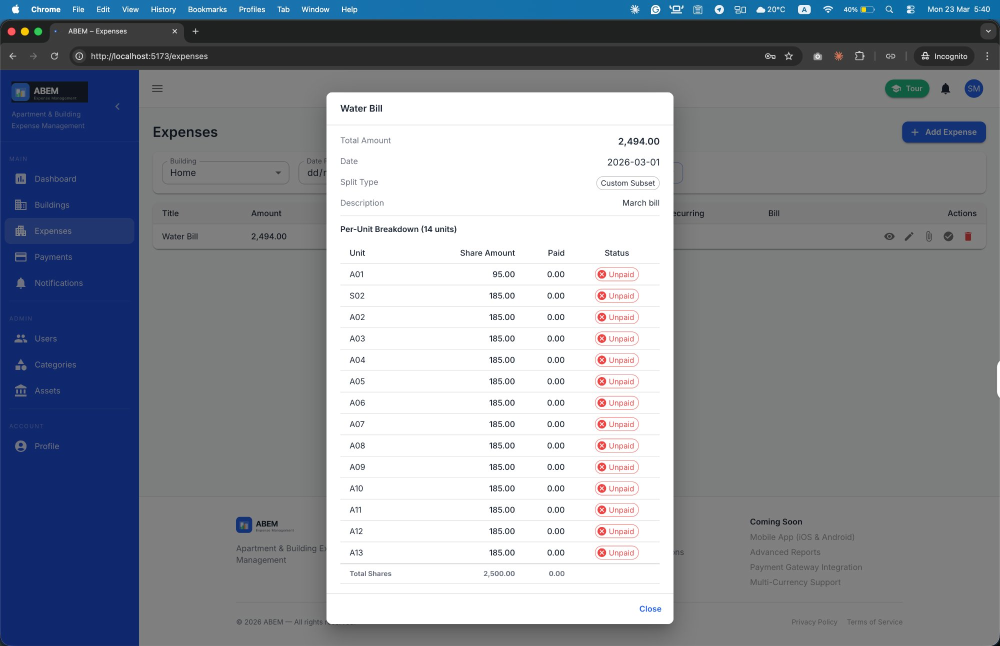 Chrome File Edit View History Bookmarks Profiles Tab Window Help 20°C A 40% Mon 23 Mar 5:40
ABEM – Expenses
http://localhost:5173/expenses
Incognito
ABEM
Expense Management
Apartment & Building
Expense Management
MAIN
Dashboard
Buildings
Expenses
Payments
Notifications
ADMIN
Users
Categories
Assets
ACCOUNT
Profile
Tour
SM
Expenses
Add Expense
Building
Home
Date F
dd/r
Title Amount ecurring Bill Actions
Water Bill 2,494.00
Water Bill
Total Amount 2,494.00
Date 2026-03-01
Split Type Custom Subset
Description March bill
Per-Unit Breakdown (14 units)
Unit Share Amount Paid Status
A01 95.00 0.00 Unpaid
S02 185.00 0.00 Unpaid
A02 185.00 0.00 Unpaid
A03 185.00 0.00 Unpaid
A04 185.00 0.00 Unpaid
A05 185.00 0.00 Unpaid
A06 185.00 0.00 Unpaid
A07 185.00 0.00 Unpaid
A08 185.00 0.00 Unpaid
A09 185.00 0.00 Unpaid
A10 185.00 0.00 Unpaid
A11 185.00 0.00 Unpaid
A12 185.00 0.00 Unpaid
A13 185.00 0.00 Unpaid
Total Shares 2,500.00 0.00
Close
ABEM
Expense Management
Apartment & Building Ex
Management
ons
Coming Soon
Mobile App (iOS & Android)
Advanced Reports
Payment Gateway Integration
Multi-Currency Support
© 2026 ABEM — All rights
Privacy Policy Terms of Service